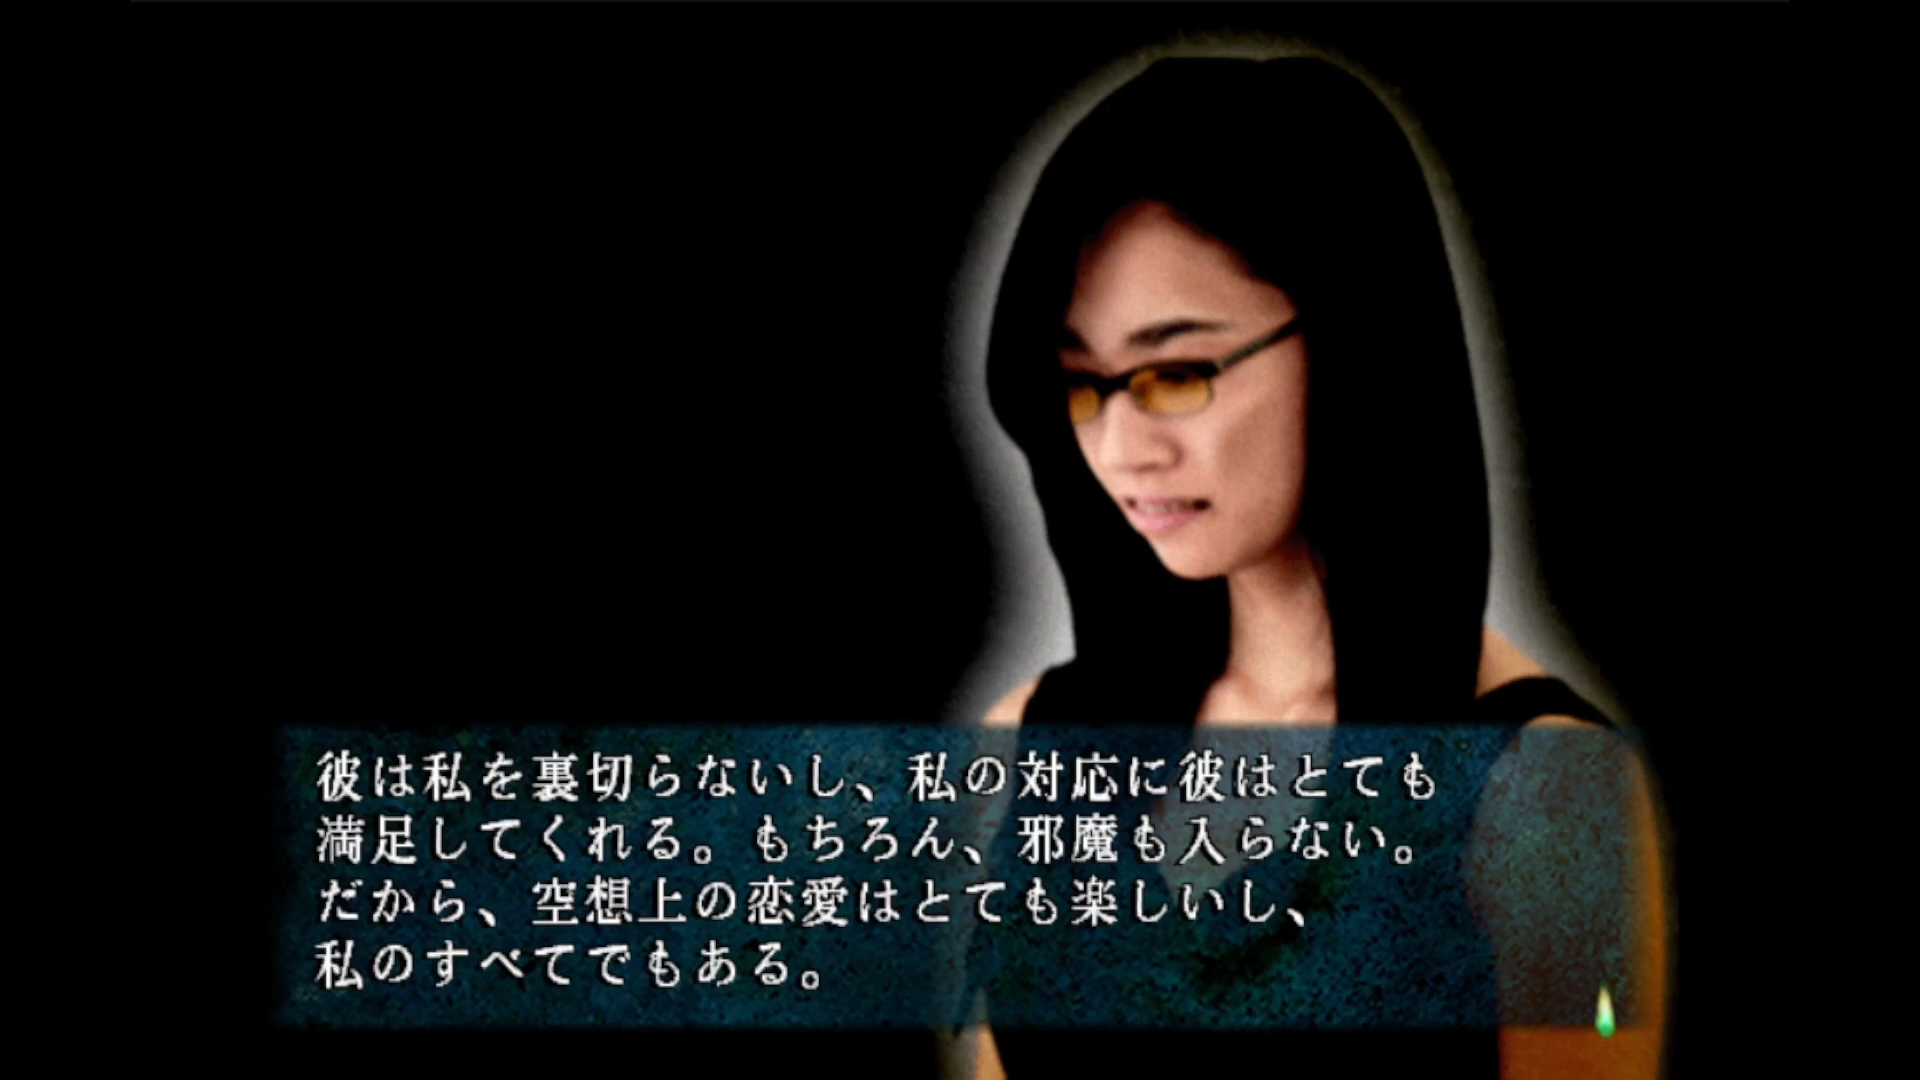 彼は私を裏切らないし、私の対応に彼はとても
満足してくれる。もちろん、邪魔も入らない。
だから、空想上の恋愛はとても楽しいし、
私のすべてでもある。